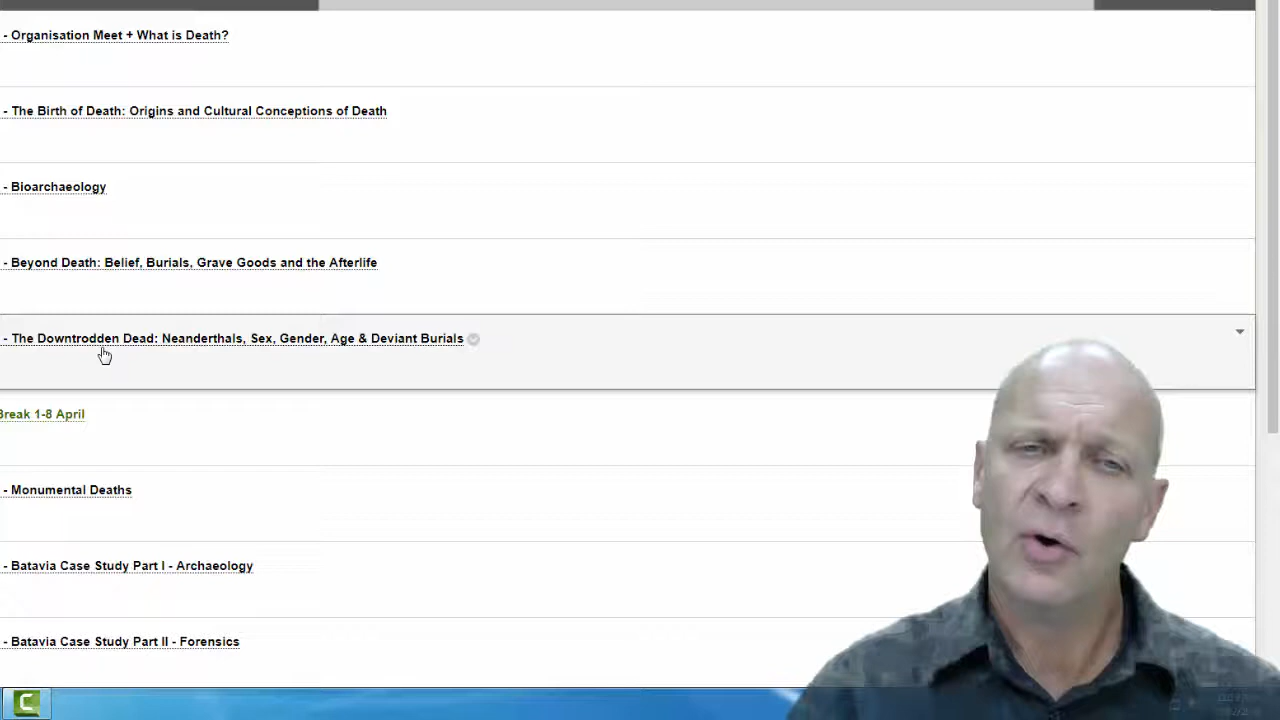 - Organisation Meet + What is Death?
- The Birth of Death: Origins and Cultural Conceptions of Death
- Bioarchaeology
- Beyond Death: Belief, Burials, Grave Goods and the Afterlife
- The Downtrodden Dead: Neanderthals, Sex, Gender, Age & Deviant Burials
Break 1-8 April
- Monumental Deaths
- Batavia Case Study Part I - Archaeology
- Batavia Case Study Part II - Forensics